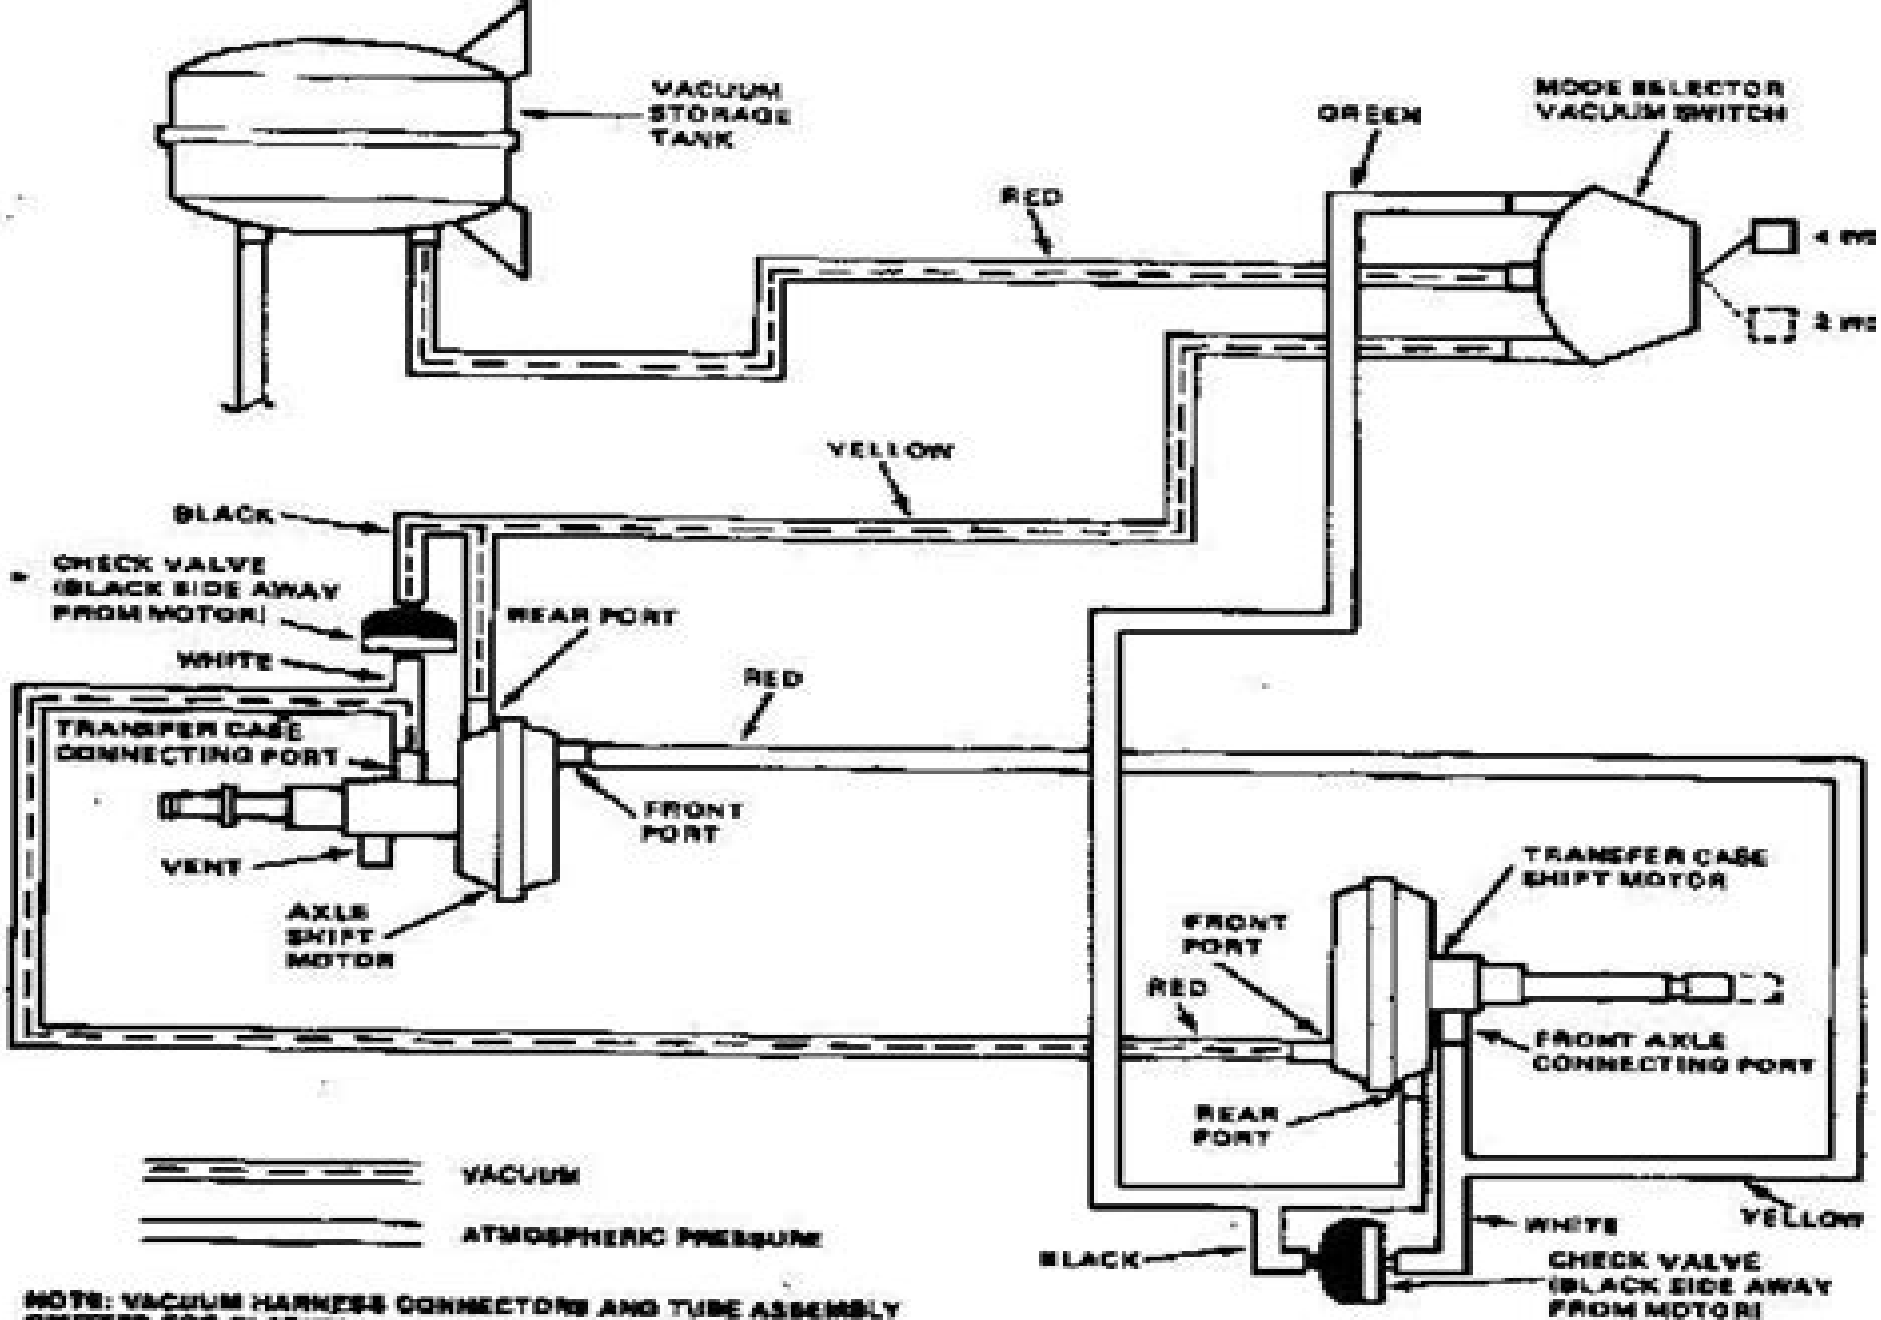 VACUUM
STORAGE
TANK
GREEN
MODE SELECTOR
VACUUM SWITCH
RED
4
2
YELLOW
BLACK
CHECK VALVE
(BLACK SIDE AWAY
FROM MOTOR)
REAR PORT
WHITE
RED
TRANSFER CASE
CONNECTING PORT
FRONT
PORT
VENT
AXLE
SHIFT
MOTOR
TRANSFER CASE
SHIFT MOTOR
FRONT
PORT
RED
FRONT AXLE
CONNECTING PORT
REAR
PORT
VACUUM
ATMOSPHERIC PRESSURE
WHITE
YELLOW
BLACK
CHECK VALVE
(BLACK SIDE AWAY
FROM MOTOR)
NOTE: VACUUM HARNESS CONNECTORS AND TUBE ASSEMBLY